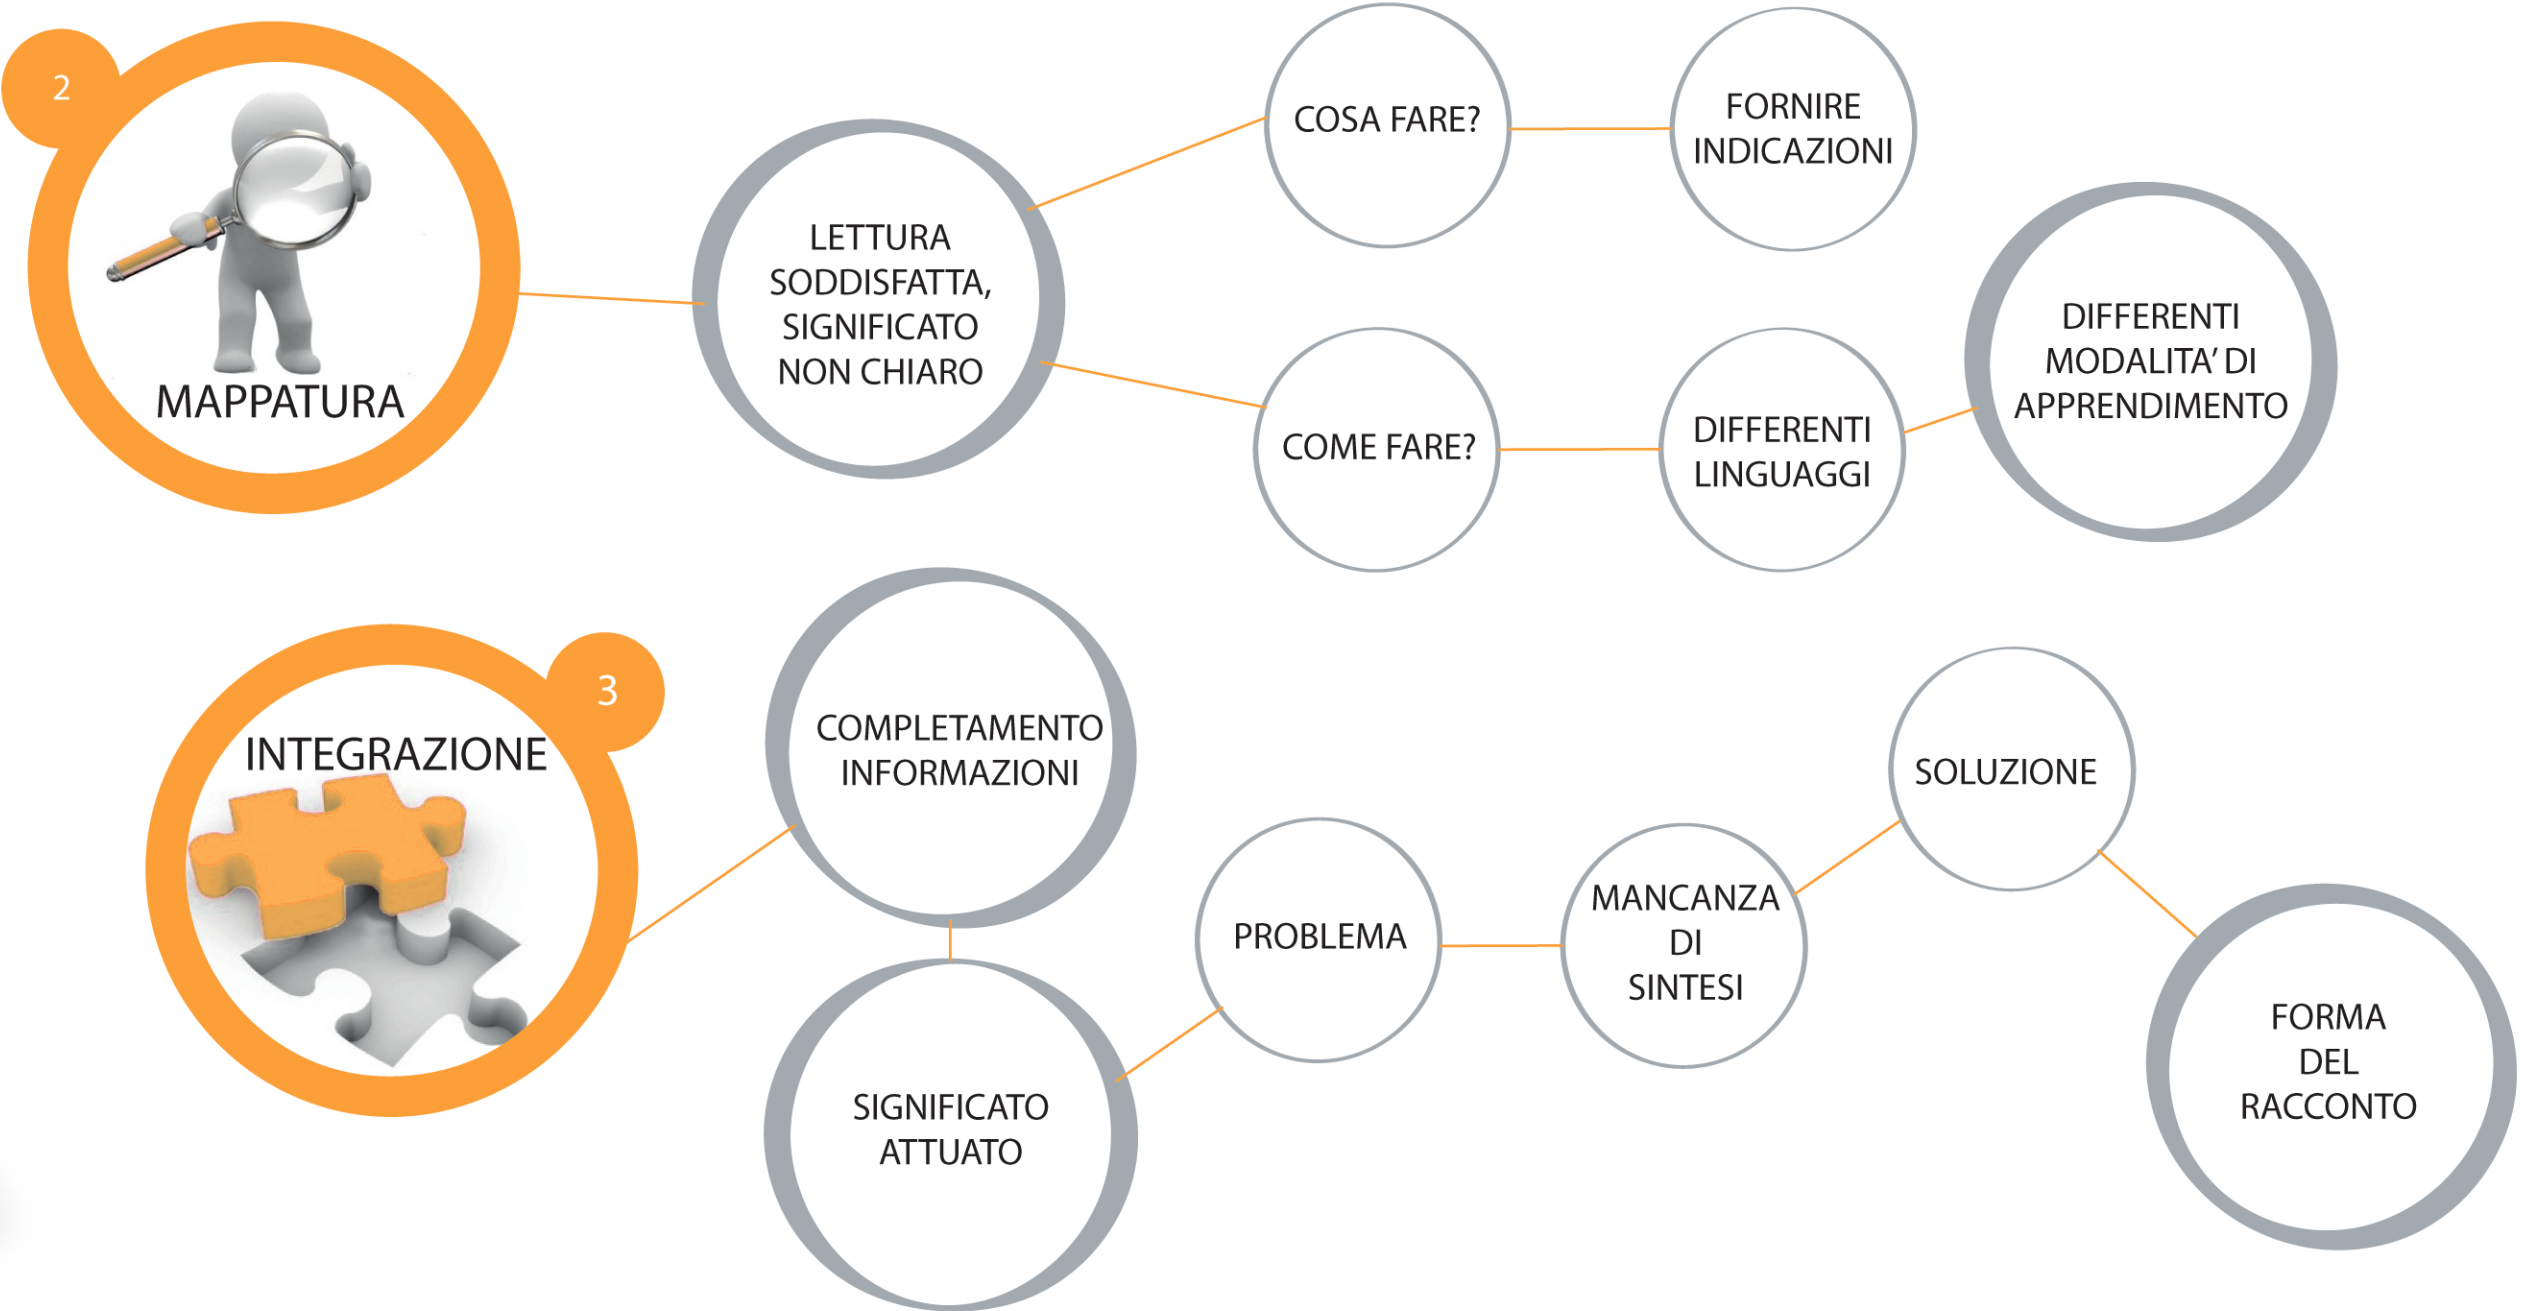 2
MAPPATURA
LETTURA
SODDISFATTA,
SIGNIFICATO
NON CHIARO
COSA FARE?
FORNIRE
INDICAZIONI
COME FARE?
DIFFERENTI
LINGUAGGI
DIFFERENTI
MODALITA’ DI
APPRENDIMENTO
3
INTEGRAZIONE
COMPLETAMENTO
INFORMAZIONI
SIGNIFICATO
ATTUATO
PROBLEMA
MANCANZA
DI
SINTESI
SOLUZIONE
FORMA
DEL
RACCONTO